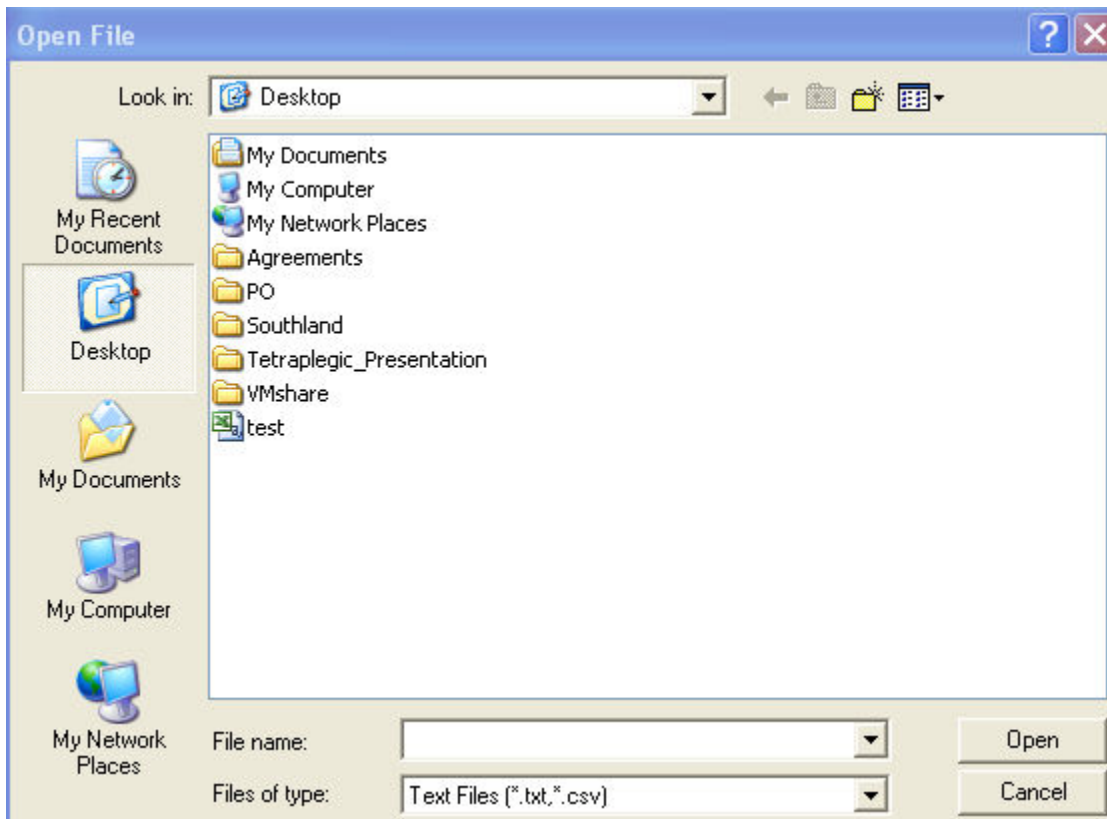 Open File
Look in: Desktop
My Recent
Documents
Desktop
My Documents
My Computer
My Network
Places
My Documents
My Computer
My Network Places
Agreements
PO
Southland
Tetraplegic_Presentation
VMshare
test
File name:
Open
Files of type: Text Files (*.txt,*.csv)
Cancel